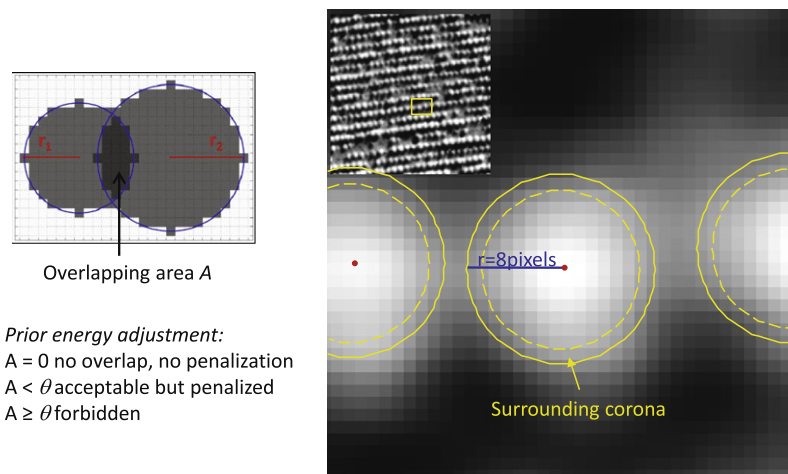 r₁
r₂
Overlapping area A
Prior energy adjustment:
A = 0 no overlap, no penalization
A < θ acceptable but penalized
A ≥ θ forbidden
r=8pixels
Surrounding corona